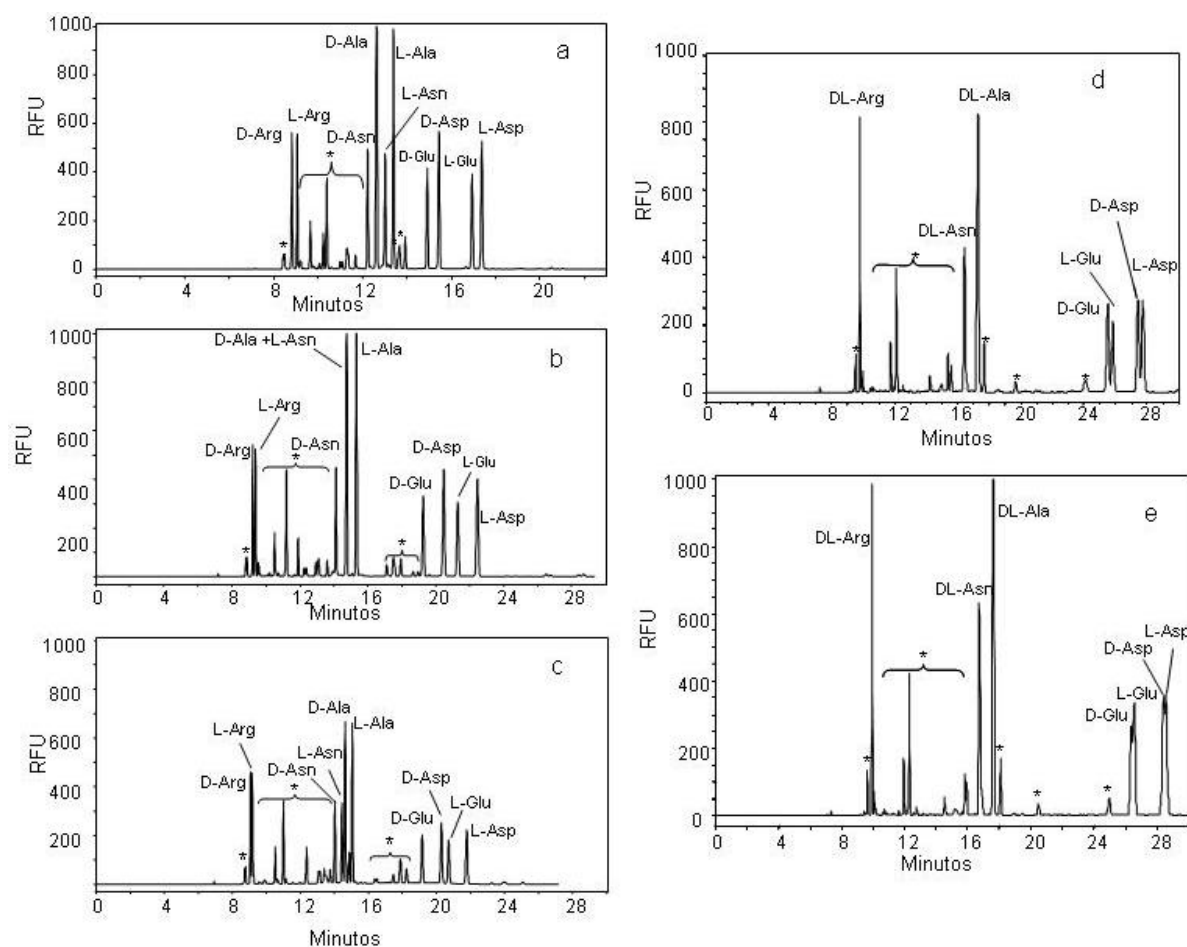 a
1000
800
600
400
200
0
RFU
D-Ala
L-Ala
L-Asn
L-Arg
D-Asp
D-Arg
D-Asn
L-Asp
D-Glu
L-Glu
*
*
* *
0 4 8 12 16 20
Minutos
b
1000
800
600
400
200
RFU
D-Ala +L-Asn
L-Ala
L-Arg
D-Arg
D-Asn
D-Asp
L-Glu
D-Glu
L-Asp
*
*
*
0 4 8 12 16 20 24 28
Minutos
c
1000
800
600
400
200
RFU
D-Ala
L-Arg
L-Ala
L-Asn
D-Arg
D-Asn
D-Asp
L-Glu
D-Glu
L-Asp
*
*
*
0 4 8 12 16 20 24 28
Minutos
d
1000
800
600
400
200
0
RFU
DL-Arg
DL-Ala
DL-Asn
D-Asp
L-Glu
L-Asp
D-Glu
*
*
*
*
*
0 4 8 12 16 20 24 28
Minutos
e
1000
800
600
400
200
0
RFU
DL-Arg
DL-Ala
DL-Asn
L-Asp
D-Asp
L-Glu
D-Glu
*
*
*
*
*
0 4 8 12 16 20 24 28
Minutos